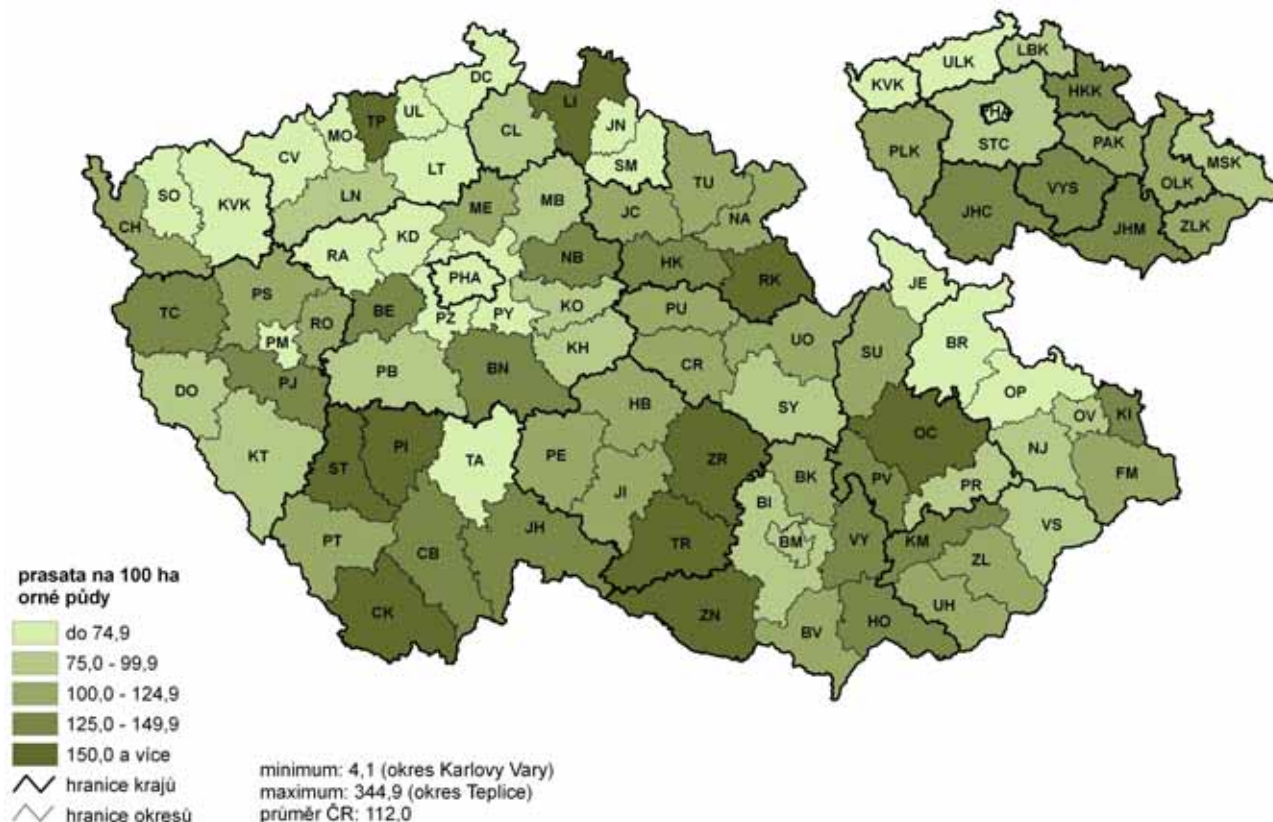 DC
LI
TP
UL
JN
MO
CL
CV
SM
LT
SO
KVK
LN
TU
MB
ME
JC
CH
KD
NA
RA
NB
HK
PHA
RK
PS
TC
BE
KO
PU
RO
PZ
PY
PM
UO
KH
CR
PJ
PB
BN
DO
SY
HB
KT
PI
ST
TA
PE
ZR
JI
PT
CB
JH
TR
CK
ZN
BK
BI
BM
VY
BV
HO
JE
SU
BR
OP
OC
OV
KI
NJ
PV
PR
FM
KM
VS
ZL
UH
LBK
ULK
KVK
HKK
PHA
STC
PAK
PLK
MSK
OLK
VYS
JHC
JHM
ZLK
prasata na 100 ha
orné půdy
do 74,9
75,0 - 99,9
100,0 - 124,9
125,0 - 149,9
150,0 a více
hranice krajů
hranice okresů
minimum: 4,1 (okres Karlovy Vary)
maximum: 344,9 (okres Teplice)
průměr ČR: 112,0